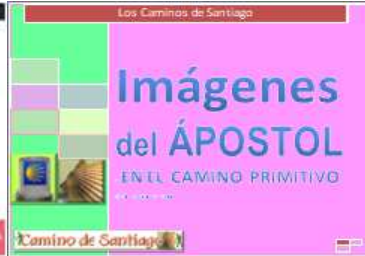 Los Caminos de Santiago
Imágenes
del ÁPOSTOL
EN EL CAMINO PRIMITIVO
Camino de Santiago